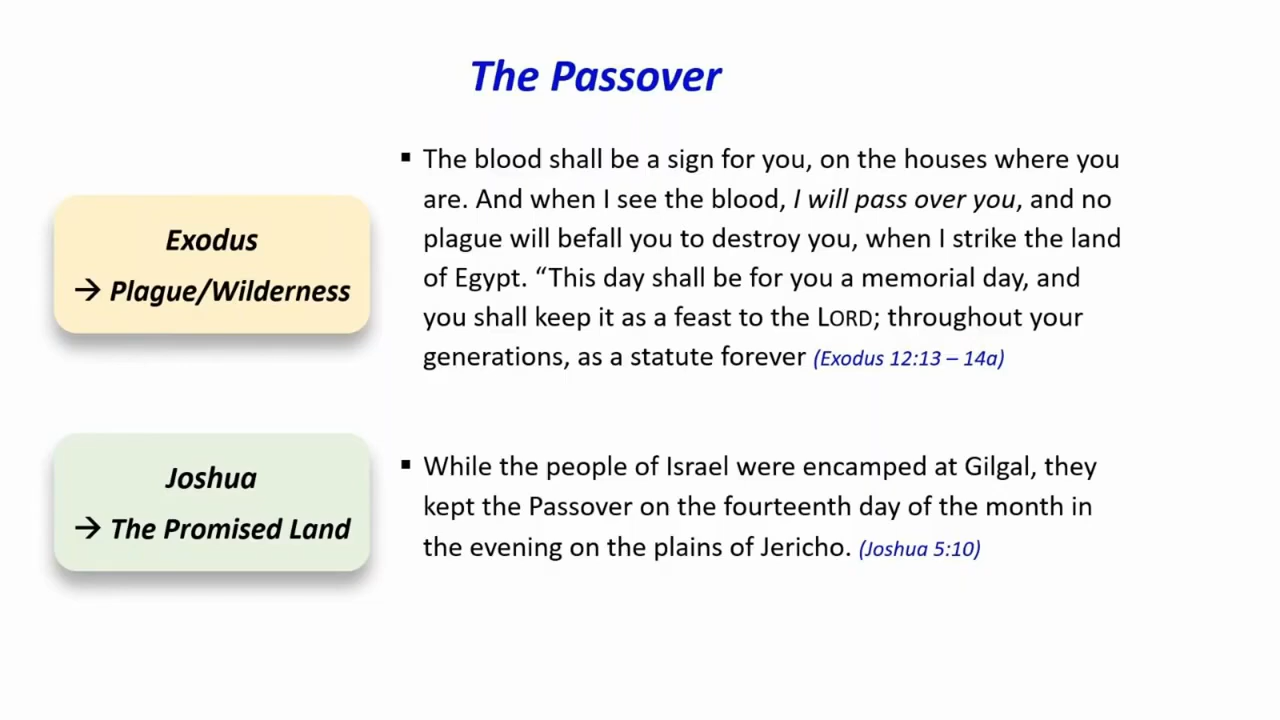 The Passover
Exodus
→ Plague/Wilderness
▪ The blood shall be a sign for you, on the houses where you
are. And when I see the blood, I will pass over you, and no
plague will befall you to destroy you, when I strike the land
of Egypt. “This day shall be for you a memorial day, and
you shall keep it as a feast to the LORD; throughout your
generations, as a statute forever (Exodus 12:13 – 14a)
Joshua
→ The Promised Land
▪ While the people of Israel were encamped at Gilgal, they
kept the Passover on the fourteenth day of the month in
the evening on the plains of Jericho. (Joshua 5:10)